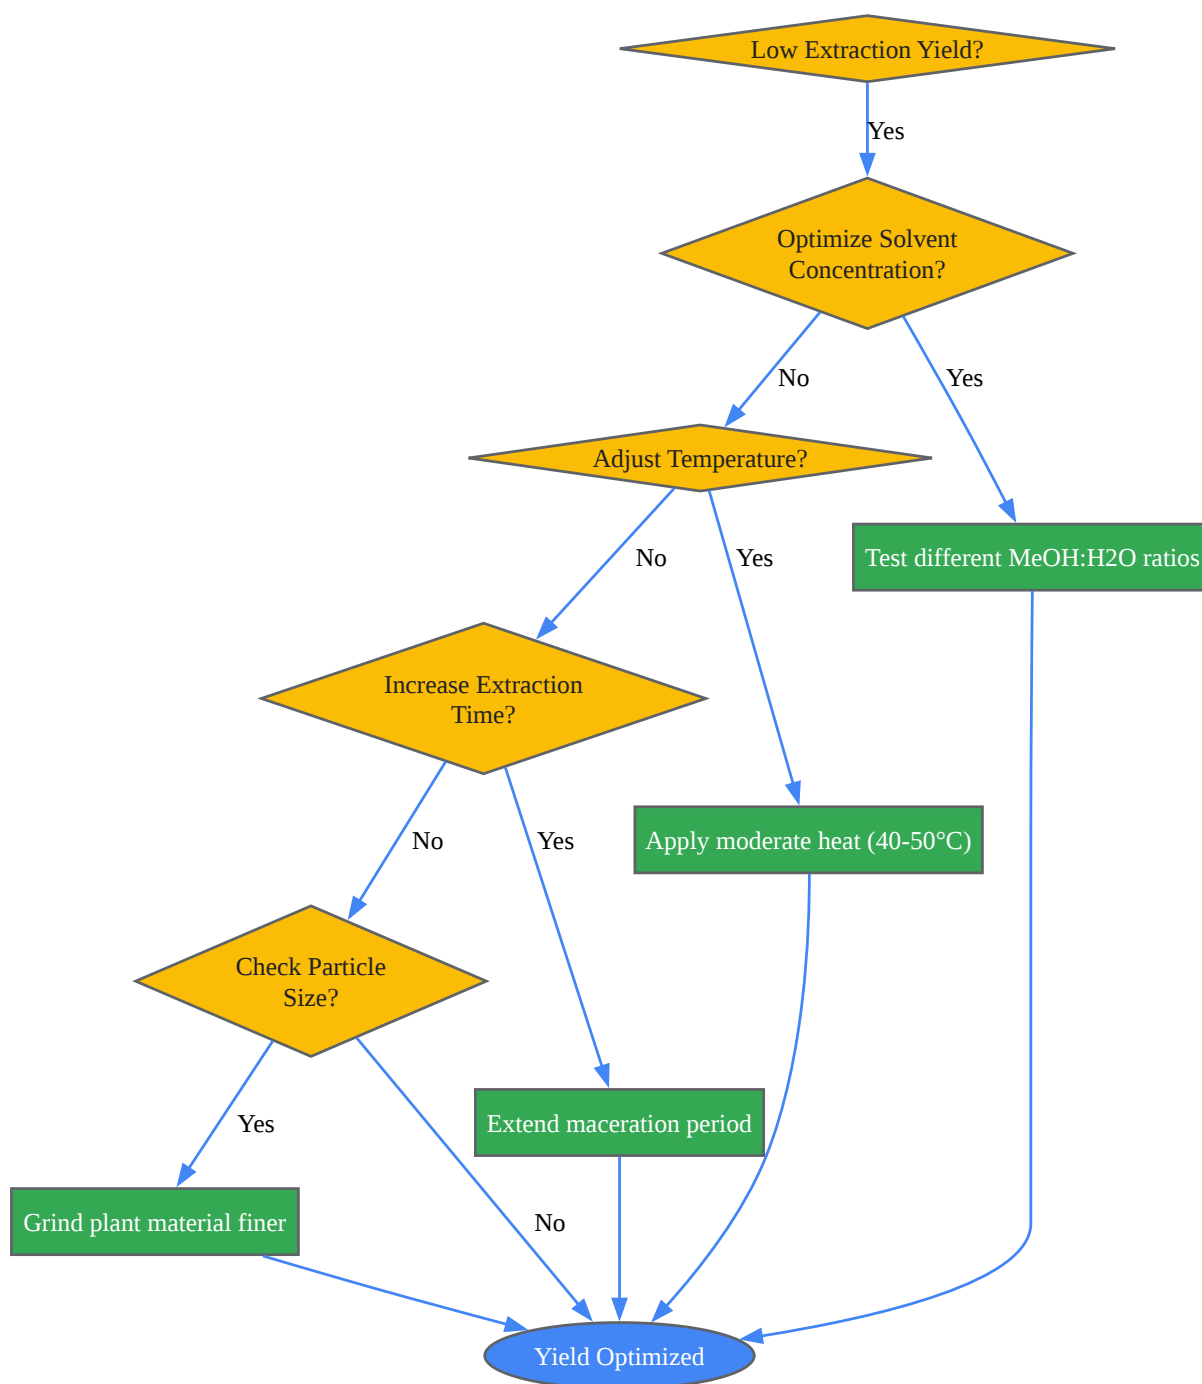 Low Extraction Yield?
Yes
Optimize Solvent
Concentration?
No
Yes
Adjust Temperature?
No
Yes
Test different MeOH:H2O ratios
Increase Extraction
Time?
No
Yes
Apply moderate heat (40-50°C)
Check Particle
Size?
Yes
Extend maceration period
Grind plant material finer
No
Yield Optimized